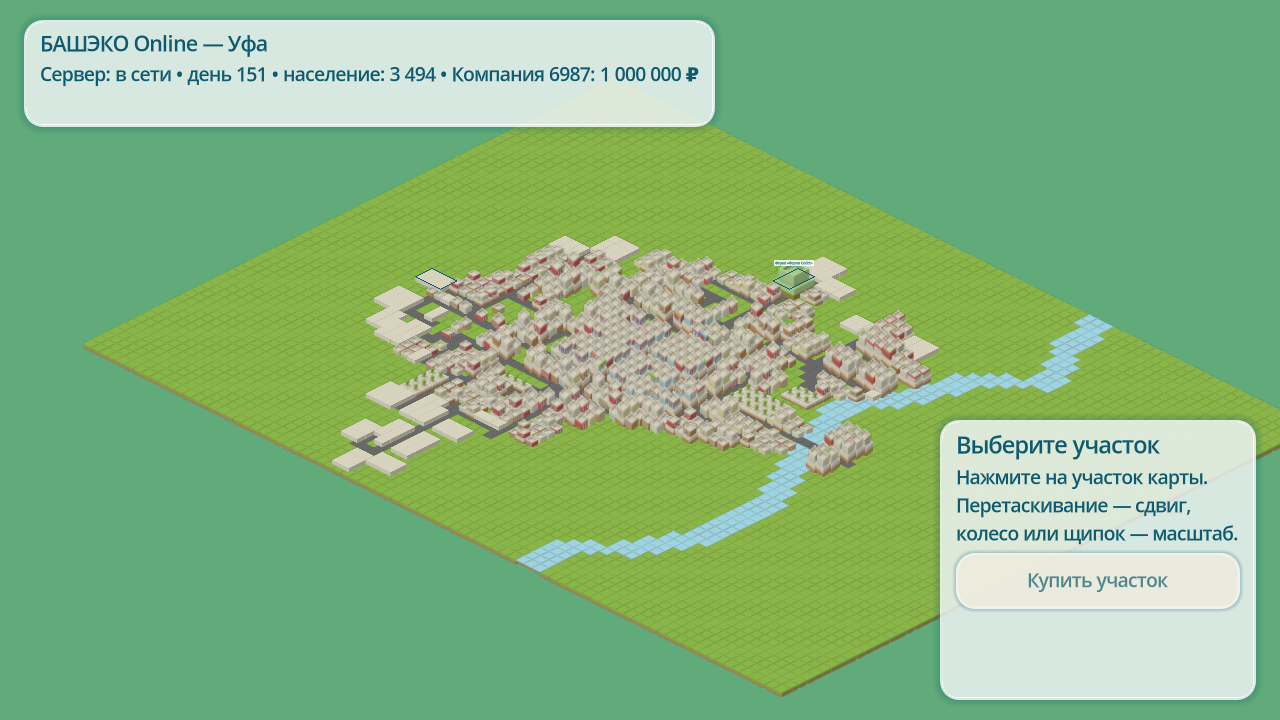 БАШЭКО Online — Уфа
Сервер: в сети • день 151 • население: 3 494 • Компания 6987: 1 000 000 ₽
Выберите участок
Нажмите на участок карты.
Перетаскивание — сдвиг,
колесо или щипок — масштаб.
Купить участок